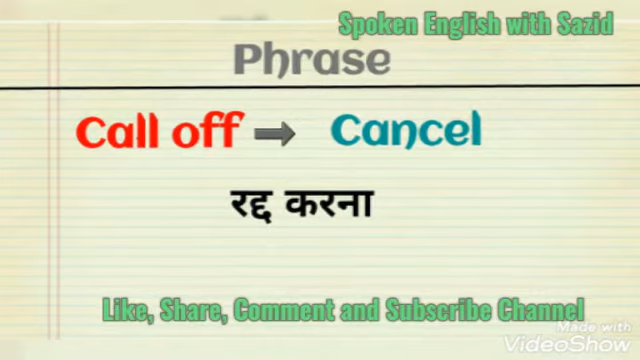 Spoken English with Sazid
Phrase
Call off ➡ Cancel
रद्द करना
Like, Share, Comment and Subscribe Channel
Made with
VideoShow